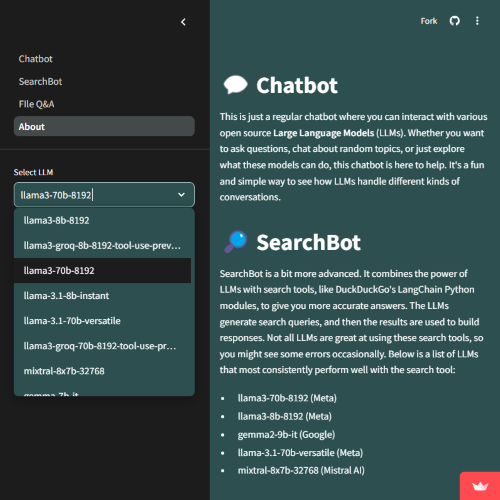 Fork
Chatbot
SearchBot
FIle Q&A
About
Select LLM
llama3-70b-8192
llama3-8b-8192
llama3-groq-8b-8192-tool-use-prev...
llama3-70b-8192
llama-3.1-8b-instant
llama-3.1-70b-versatile
llama3-groq-70b-8192-tool-use-pr...
mixtral-8x7b-32768
gemma-7b-it
Chatbot
This is just a regular chatbot where you can interact with various
open source Large Language Models (LLMs). Whether you want
to ask questions, chat about random topics, or just explore
what these models can do, this chatbot is here to help. It's a fun
and simple way to see how LLMs handle different kinds of
conversations.
SearchBot
SearchBot is a bit more advanced. It combines the power of
LLMs with search tools, like DuckDuckGo's LangChain Python
modules, to give you more accurate answers. The LLMs
generate search queries, and then the results are used to build
responses. Not all LLMs are great at using these search tools, so
you might see some errors occasionally. Below is a list of LLMs
that most consistently perform well with the search tool:
• llama3-70b-8192 (Meta)
• llama3-8b-8192 (Meta)
• gemma2-9b-it (Google)
• llama-3.1-70b-versatile (Meta)
• mixtral-8x7b-32768 (Mistral AI)